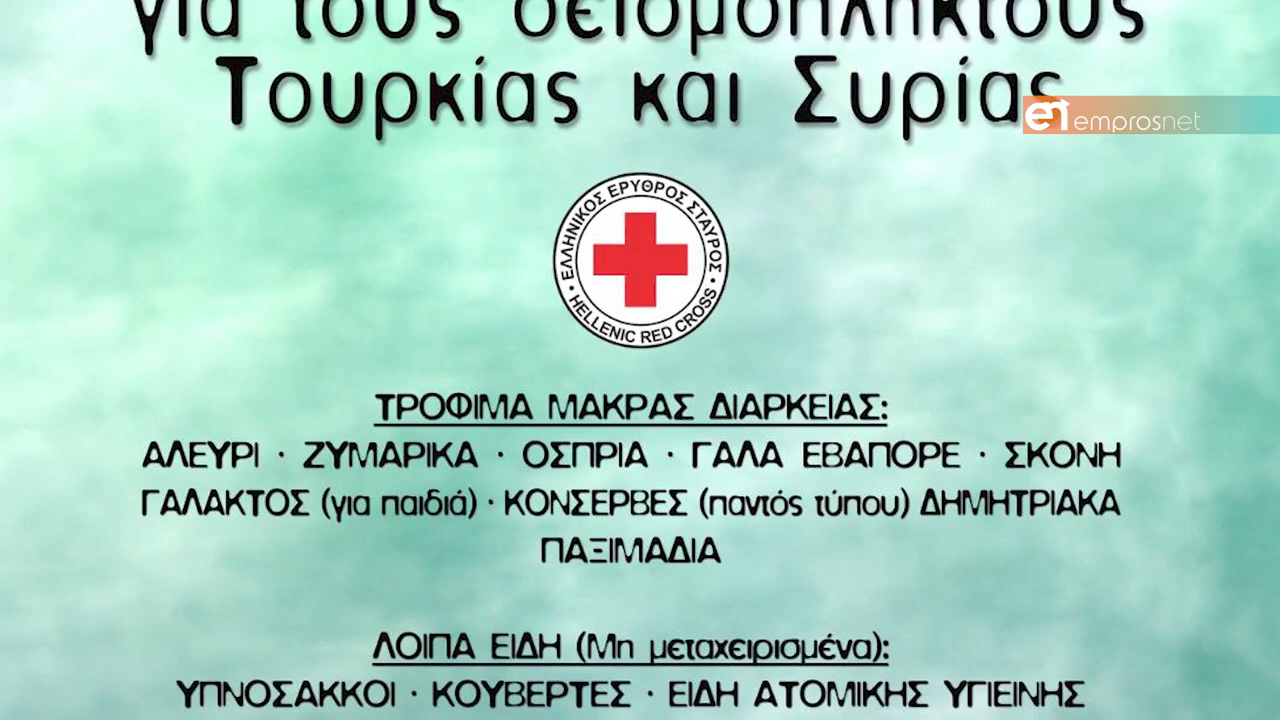 για τους σεισμοπληκτους
Τουρκίας και Συρίας
en emprosnet
ΕΛΛΗΝΙΚΟΣ ΕΡΥΘΡΟΣ ΣΤΑΥΡΟΣ
• HELLENIC RED CROSS •
ΤΡΟΦΙΜΑ ΜΑΚΡΑΣ ΔΙΑΡΚΕΙΑΣ:
ΑΛΕΥΡΙ · ΖΥΜΑΡΙΚΑ · ΟΣΠΡΙΑ · ΓΑΛΑ ΕΒΑΠΟΡΕ · ΣΚΟΝΗ
ΓΑΛΑΚΤΟΣ (για παιδιά) · ΚΟΝΣΕΡΒΕΣ (παντός τύπου) ΔΗΜΗΤΡΙΑΚΑ
ΠΑΞΙΜΑΔΙΑ
ΛΟΙΠΑ ΕΙΔΗ (Μη μεταχειρισμένα):
ΥΠΝΟΣΑΚΚΟΙ · ΚΟΥΒΕΡΤΕΣ · ΕΙΔΗ ΑΤΟΜΙΚΗΣ ΥΓΙΕΙΝΗΣ